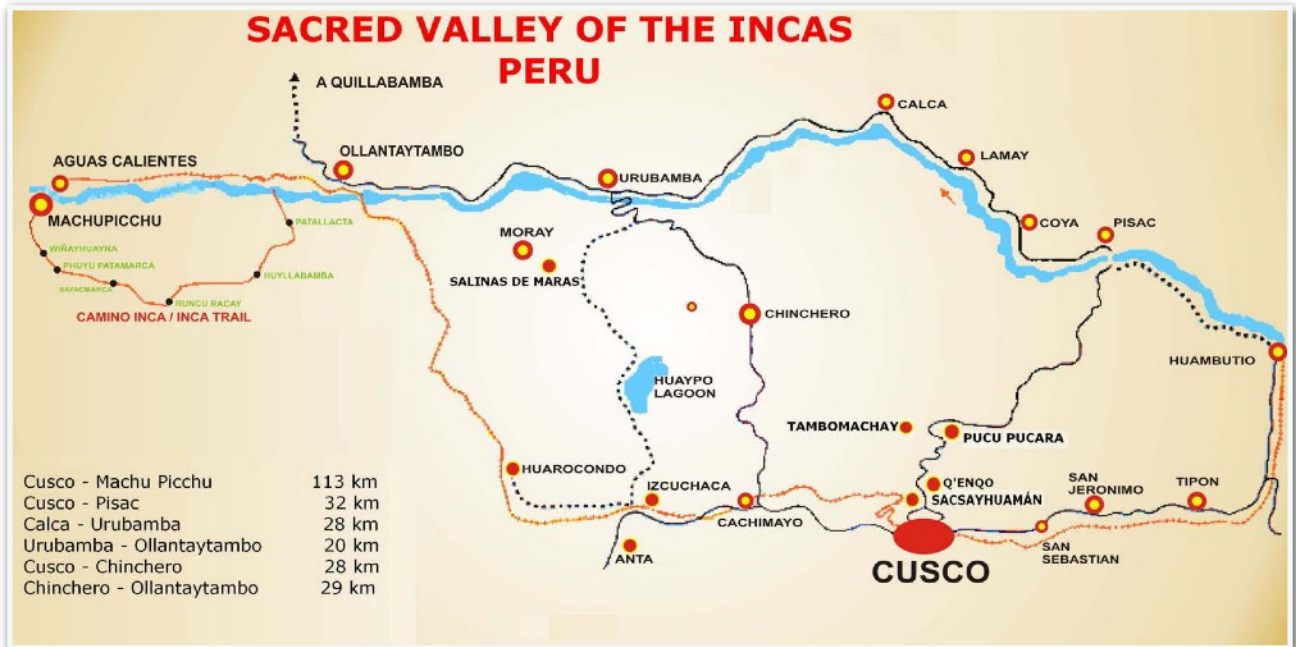 SACRED VALLEY OF THE INCAS
PERU
A QUILLABAMBA
CALCA
OLLANTAYTAMBO
AGUAS CALIENTES
LAMAY
URUBAMBA
MACHUPICCHU
PATALLACTA
COYA
PISAC
MORAY
WIÑAYHUAYNA
PHUYU PATAMARCA
HUYLLABAMBA
SALINAS DE MARAS
SAYACMARCA
RUNCU RACAY
CAMINO INCA / INCA TRAIL
CHINCHERO
HUAMBUTIO
HUAYPO
LAGOON
TAMBOMACHAY
PUCU PUCARA
HUAROCONDO
IZCUCHACA
Q'ENQO
SACSAYHUAMÁN
SAN
JERONIMO
TIPON
CACHIMAYO
ANTA
SAN
SEBASTIAN
CUSCO
Cusco - Machu Picchu 113 km
Cusco - Pisac 32 km
Calca - Urubamba 28 km
Urubamba - Ollantaytambo 20 km
Cusco - Chinchero 28 km
Chinchero - Ollantaytambo 29 km